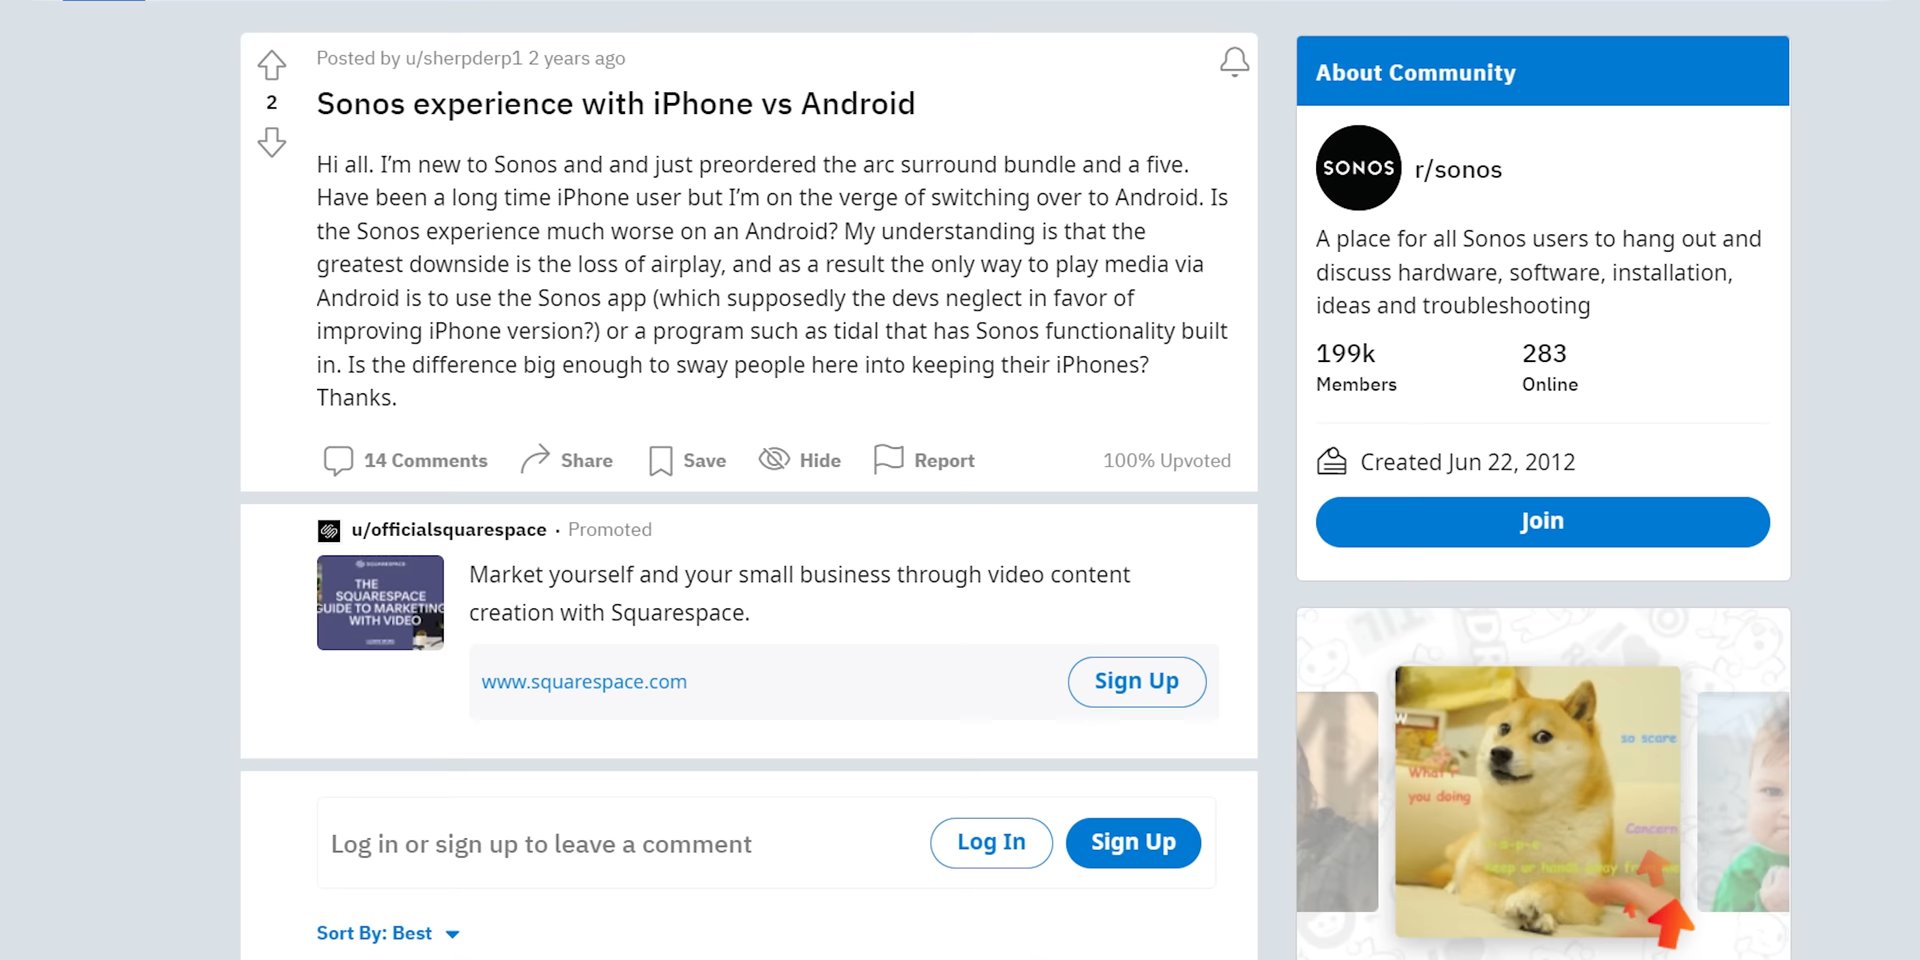 Posted by u/sherpderp1 2 years ago
2
Sonos experience with iPhone vs Android
Hi all. I'm new to Sonos and and just preordered the arc surround bundle and a five.
Have been a long time iPhone user but I'm on the verge of switching over to Android. Is
the Sonos experience much worse on an Android? My understanding is that the
greatest downside is the loss of airplay, and as a result the only way to play media via
Android is to use the Sonos app (which supposedly the devs neglect in favor of
improving iPhone version?) or a program such as tidal that has Sonos functionality built
in. Is the difference big enough to sway people here into keeping their iPhones?
Thanks.
14 Comments Share Save Hide Report 100% Upvoted
u/officialsquarespace · Promoted
SQUARESPACE
THE
SQUARESPACE
GUIDE TO MARKETING
WITH VIDEO
Market yourself and your small business through video content
creation with Squarespace.
www.squarespace.com Sign Up
Log in or sign up to leave a comment Log In Sign Up
Sort By: Best
About Community
SONOS r/sonos
A place for all Sonos users to hang out and
discuss hardware, software, installation,
ideas and troubleshooting
199k 283
Members Online
Created Jun 22, 2012
Join
so scare
What r
you doing
Concern